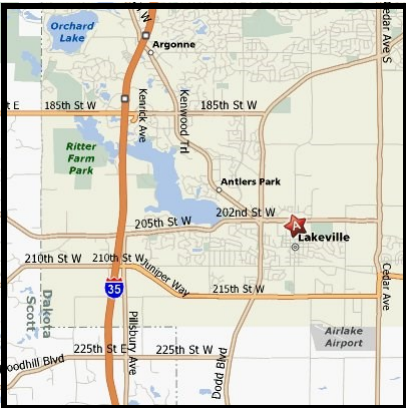 Orchard
Lake
W
Argonne
Cedar Ave S
t E
185th St W
185th St W
Kenrick Ave
Kenwood Trl
Ritter
Farm
Park
Antlers Park
202nd St W
205th St W
A
Lakeville
210th St W
210th St W
Juniper Way
Cedar Ave
35
215th St W
Dakota
Scott
Pillsbury Ave
Airlake
Airport
225th St E
225th St W
oodhill Blvd
Dodd Blvd